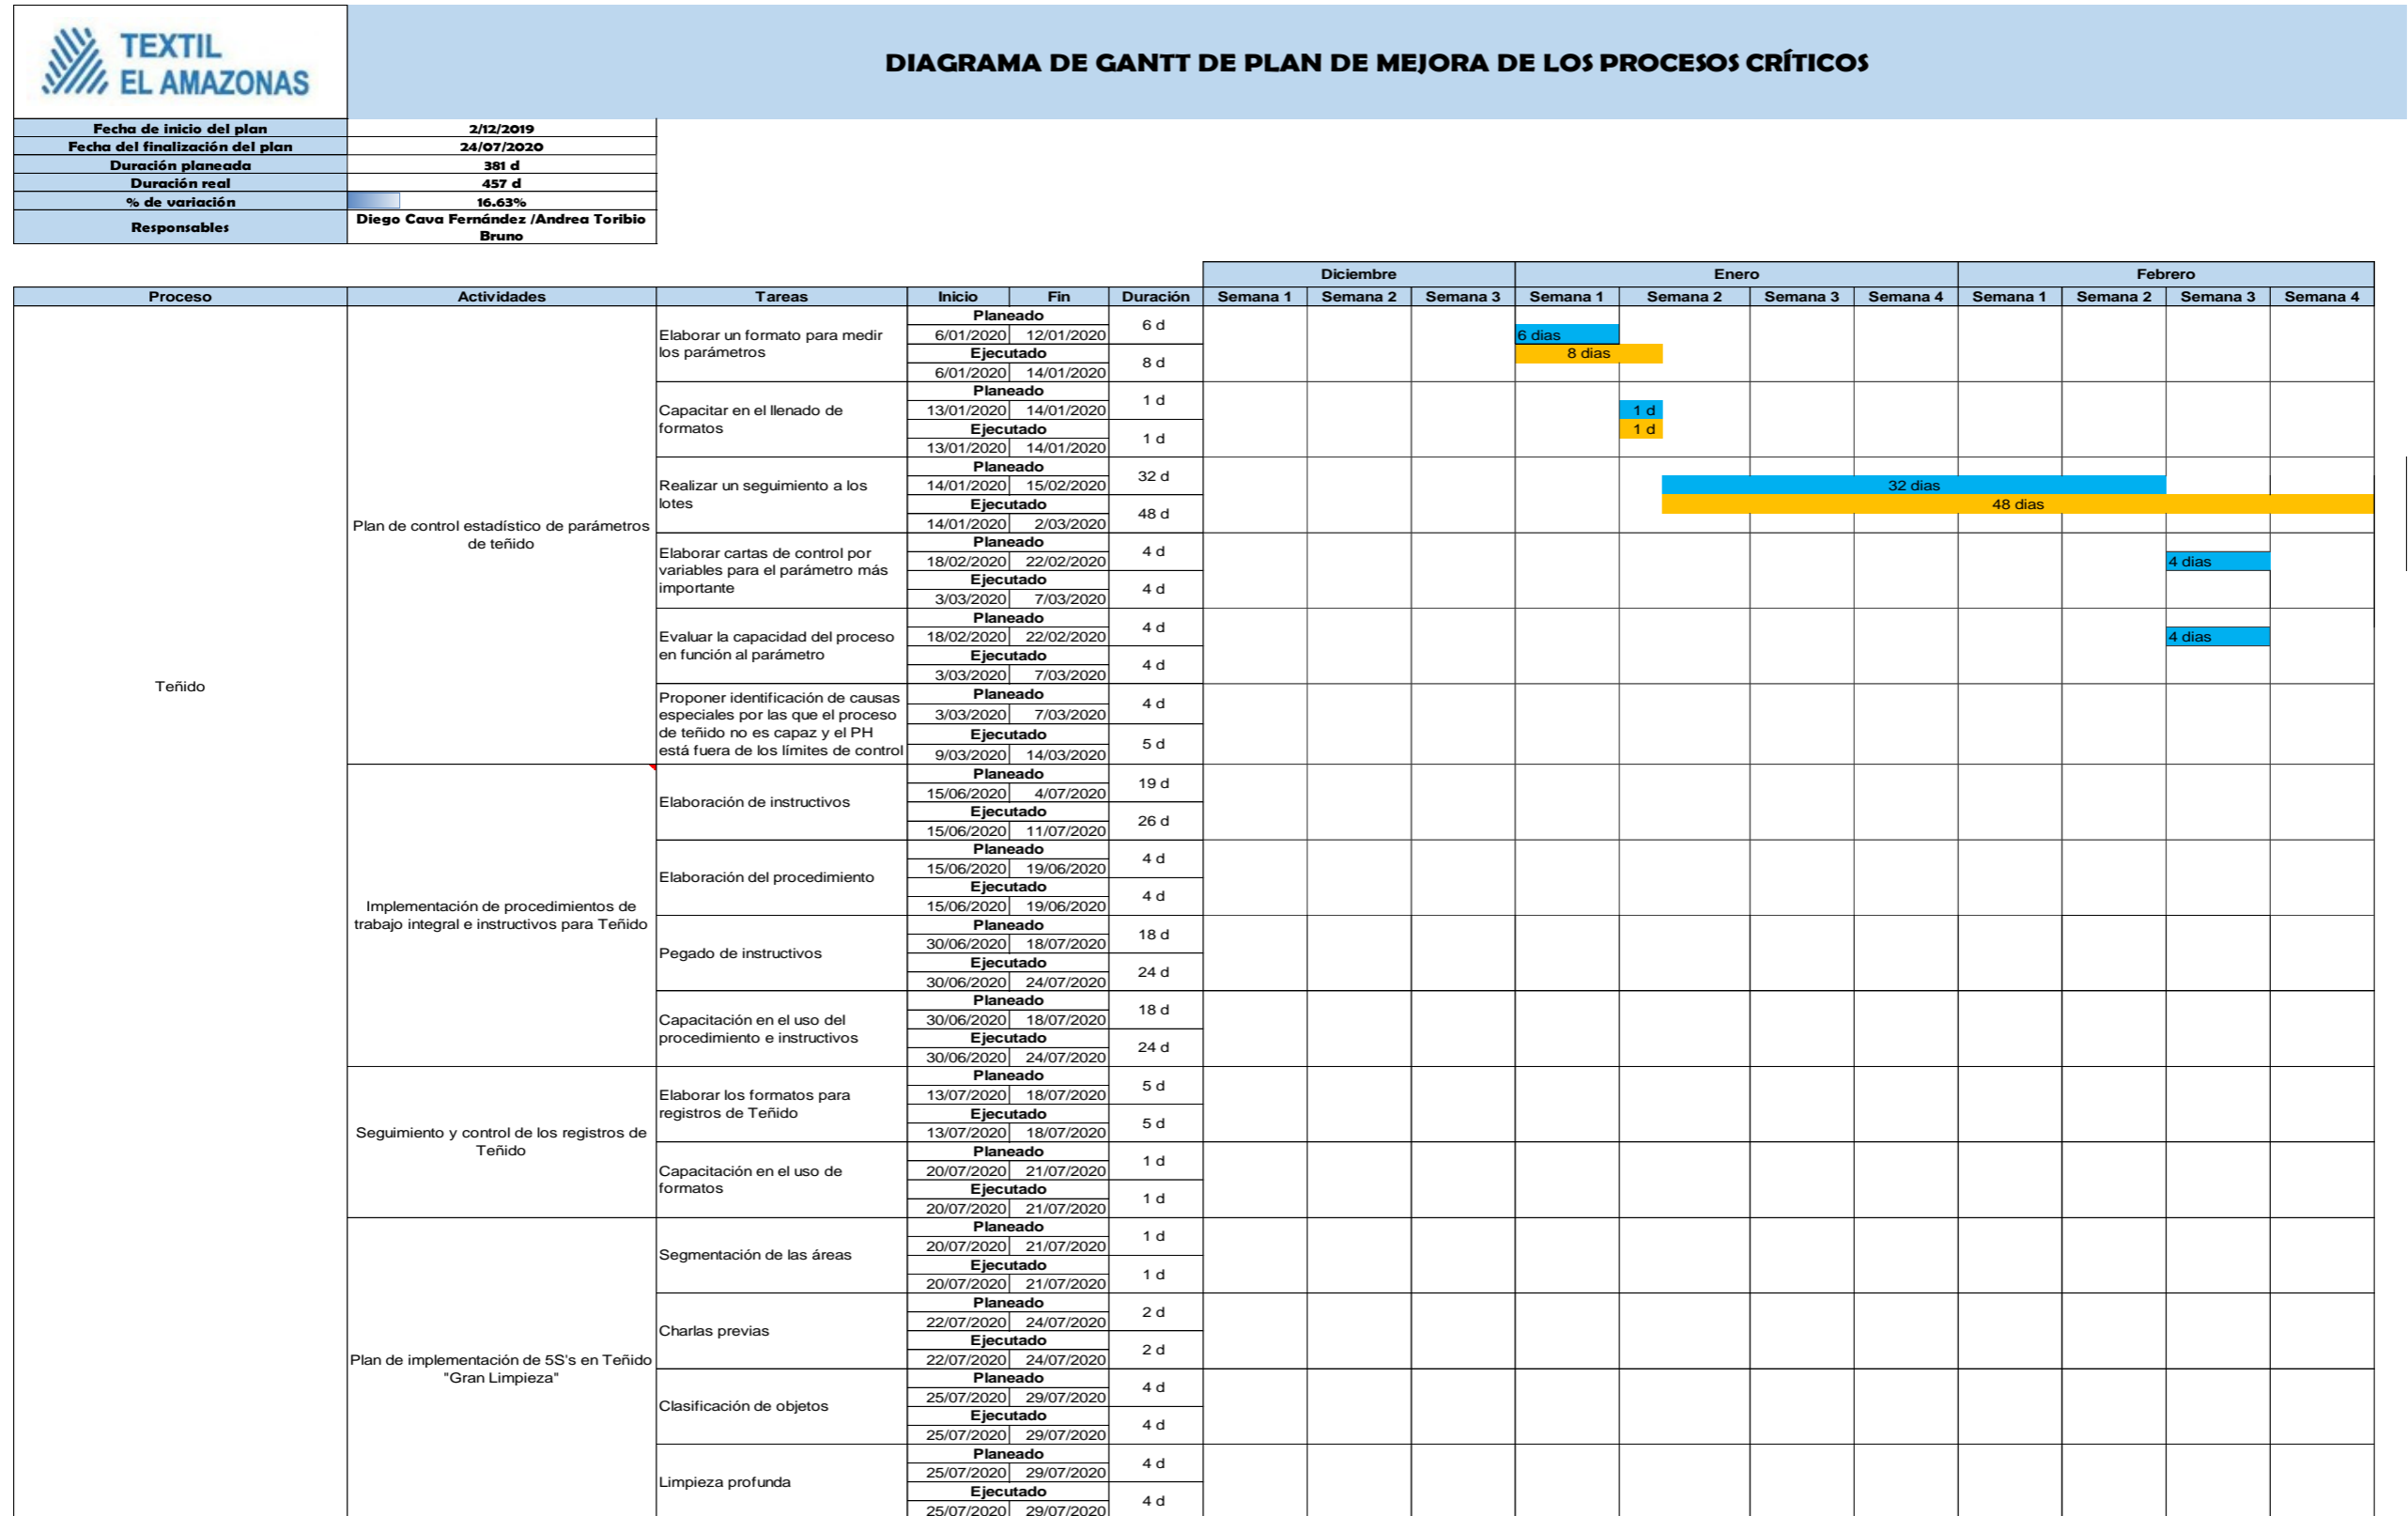 TEXTIL
EL AMAZONAS
DIAGRAMA DE GANTT DE PLAN DE MEJORA DE LOS PROCESOS CRÍTICOS
Fecha de inicio del plan 2/12/2019
Fecha del finalización del plan 24/07/2020
Duración planeada 381 d
Duración real 457 d
% de variación 16.63%
Responsables Diego Cava Fernández /Andrea Toribio
Bruno
Diciembre Enero Febrero
Proceso Actividades Tareas Inicio Fin Duración Semana 1 Semana 2 Semana 3 Semana 1 Semana 2 Semana 3 Semana 4 Semana 1 Semana 2 Semana 3 Semana 4
Teñido
Plan de control estadístico de parámetros
de teñido
Elaborar un formato para medir
los parámetros
Planeado
6/01/2020 12/01/2020
6 d
6 dias
Ejecutado
6/01/2020 14/01/2020
8 d
8 dias
Capacitar en el llenado de
formatos
Planeado
13/01/2020 14/01/2020
1 d
1 d
Ejecutado
13/01/2020 14/01/2020
1 d
1 d
Realizar un seguimiento a los
lotes
Planeado
14/01/2020 15/02/2020
32 d
32 dias
Ejecutado
14/01/2020 2/03/2020
48 d
48 dias
Elaborar cartas de control por
variables para el parámetro más
importante
Planeado
18/02/2020 22/02/2020
4 d
4 dias
Ejecutado
3/03/2020 7/03/2020
4 d
Evaluar la capacidad del proceso
en función al parámetro
Planeado
18/02/2020 22/02/2020
4 d
4 dias
Ejecutado
3/03/2020 7/03/2020
4 d
Proponer identificación de causas
especiales por las que el proceso
de teñido no es capaz y el PH
está fuera de los límites de control
Planeado
3/03/2020 7/03/2020
4 d
Ejecutado
9/03/2020 14/03/2020
5 d
Implementación de procedimientos de
trabajo integral e instructivos para Teñido
Elaboración de instructivos
Planeado
15/06/2020 4/07/2020
19 d
Ejecutado
15/06/2020 11/07/2020
26 d
Elaboración del procedimiento
Planeado
15/06/2020 19/06/2020
4 d
Ejecutado
15/06/2020 19/06/2020
4 d
Pegado de instructivos
Planeado
30/06/2020 18/07/2020
18 d
Ejecutado
30/06/2020 24/07/2020
24 d
Capacitación en el uso del
procedimiento e instructivos
Planeado
30/06/2020 18/07/2020
18 d
Ejecutado
30/06/2020 24/07/2020
24 d
Seguimiento y control de los registros de
Teñido
Elaborar los formatos para
registros de Teñido
Planeado
13/07/2020 18/07/2020
5 d
Ejecutado
13/07/2020 18/07/2020
5 d
Capacitación en el uso de
formatos
Planeado
20/07/2020 21/07/2020
1 d
Ejecutado
20/07/2020 21/07/2020
1 d
Plan de implementación de 5S's en Teñido
"Gran Limpieza"
Segmentación de las áreas
Planeado
20/07/2020 21/07/2020
1 d
Ejecutado
20/07/2020 21/07/2020
1 d
Charlas previas
Planeado
22/07/2020 24/07/2020
2 d
Ejecutado
22/07/2020 24/07/2020
2 d
Clasificación de objetos
Planeado
25/07/2020 29/07/2020
4 d
Ejecutado
25/07/2020 29/07/2020
4 d
Limpieza profunda
Planeado
25/07/2020 29/07/2020
4 d
Ejecutado
25/07/2020 29/07/2020
4 d